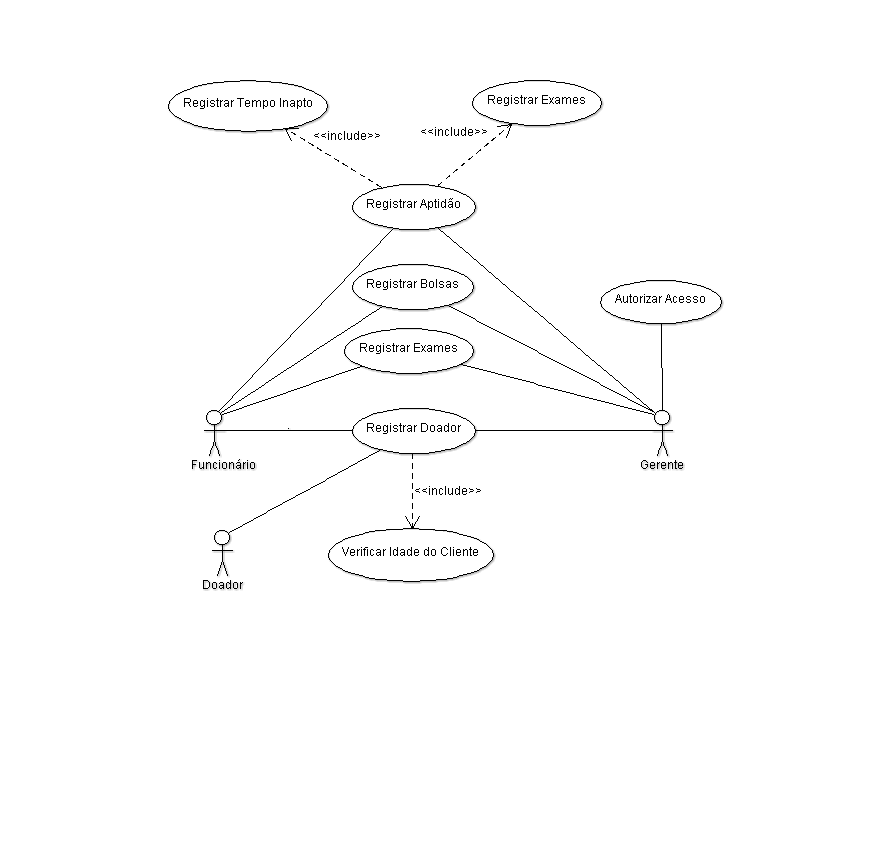 Registrar Tempo Inapto
Registrar Exames
<<include>>
<<include>>
Registrar Aptidão
Registrar Bolsas
Autorizar Acesso
Registrar Exames
Registrar Doador
Funcionário
Gerente
<<include>>
Verificar Idade do Cliente
Doador